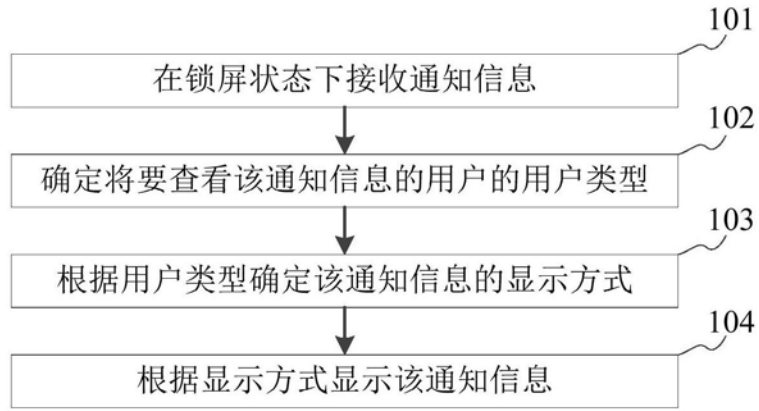 101
在锁屏状态下接收通知信息
102
确定将要查看该通知信息的用户的用户类型
103
根据用户类型确定该通知信息的显示方式
104
根据显示方式显示该通知信息